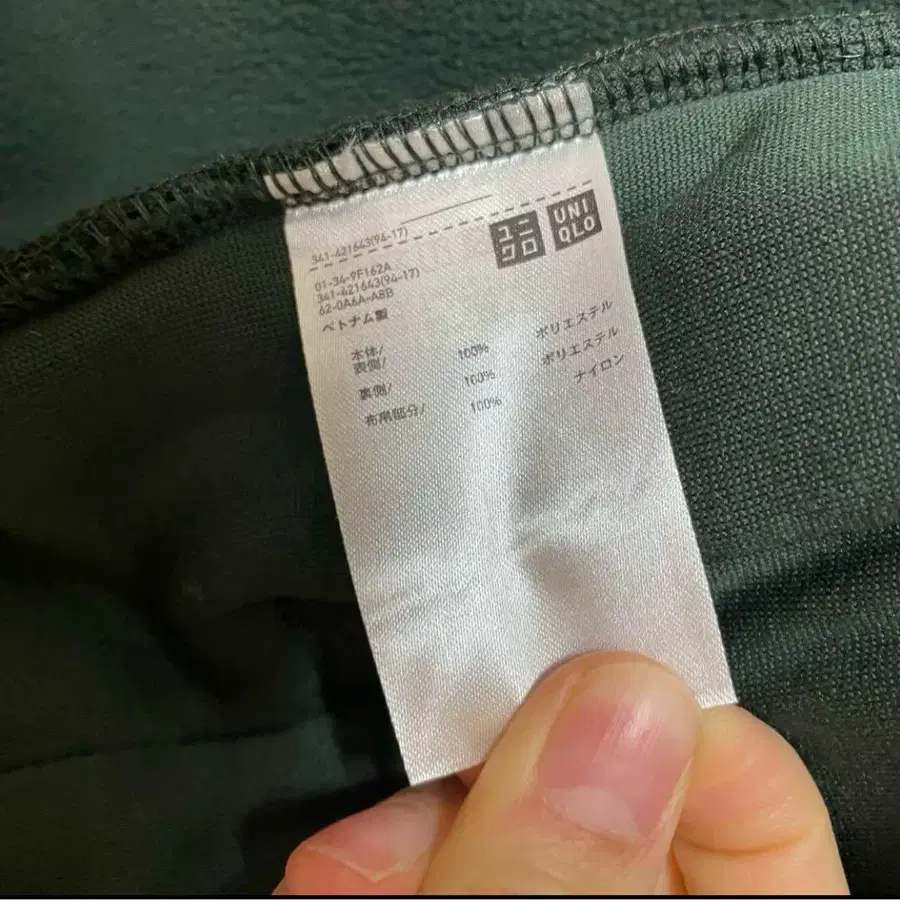 341-421643(94-17)
ユニ
クロ
UNI
QLO
01-34-9F162A
341-421643(94-17)
62-0A6A-A8B
ベトナム製
本体/
表側/ 100% ポリエステル
裏側/ 100% ポリエステル
布帛部分/ 100% ナイロン